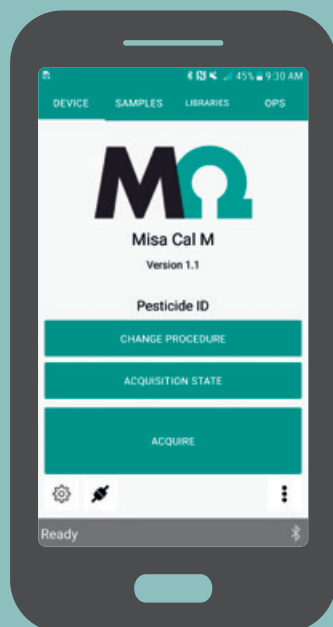 45% 9:30 AM
DEVICE SAMPLES LIBRARIES OPS
MΩ
Misa Cal M
Version 1.1
Pesticide ID
CHANGE PROCEDURE
ACQUISITION STATE
ACQUIRE
Ready